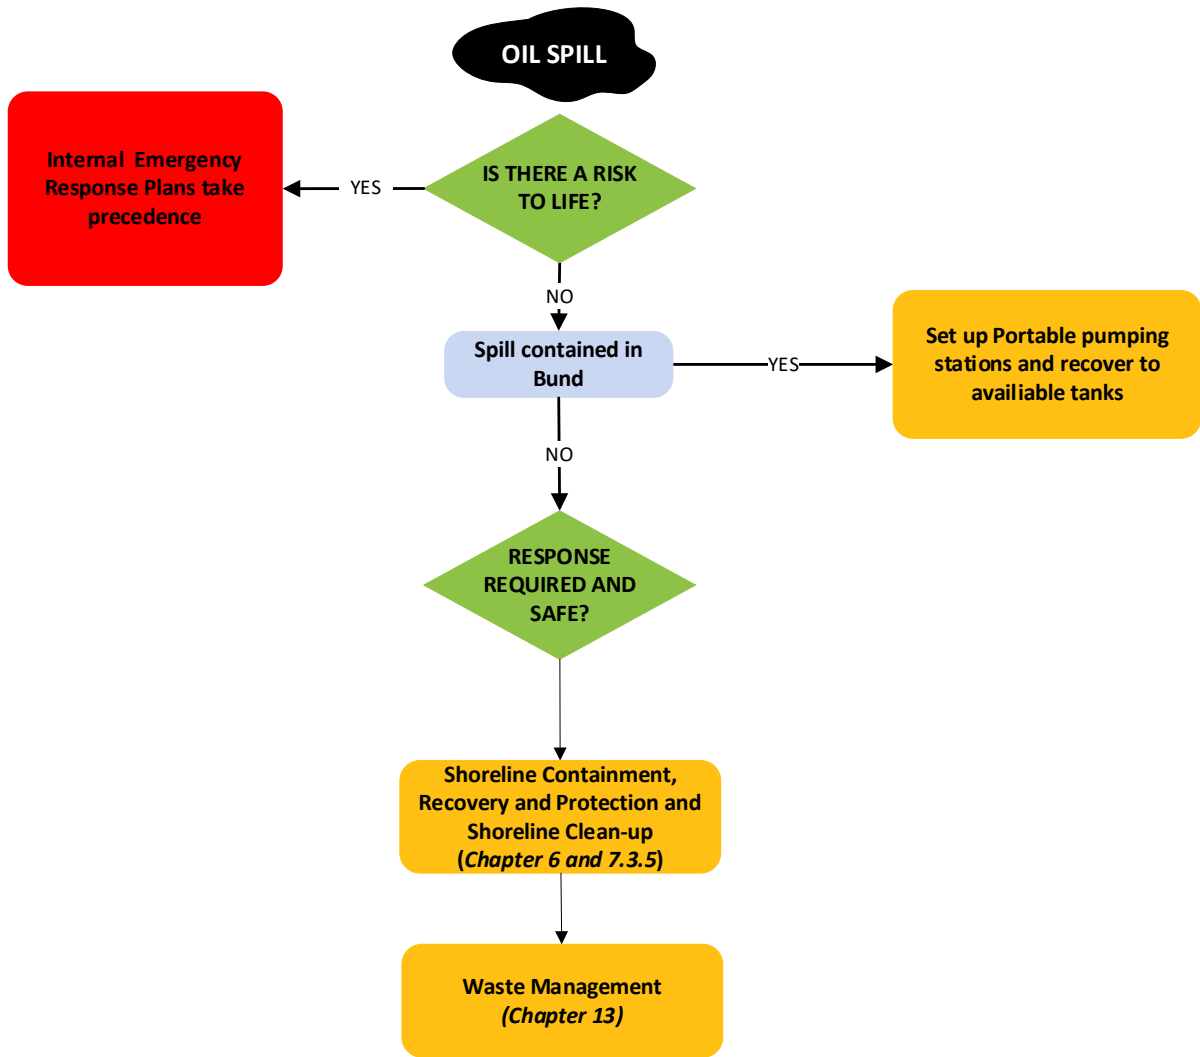 OIL SPILL
IS THERE A RISK
TO LIFE?
YES
Internal Emergency
Response Plans take
precedence
NO
Spill contained in
Bund
YES
Set up Portable pumping
stations and recover to
availiable tanks
NO
RESPONSE
REQUIRED AND
SAFE?
Shoreline Containment,
Recovery and Protection and
Shoreline Clean-up
(Chapter 6 and 7.3.5)
Waste Management
(Chapter 13)